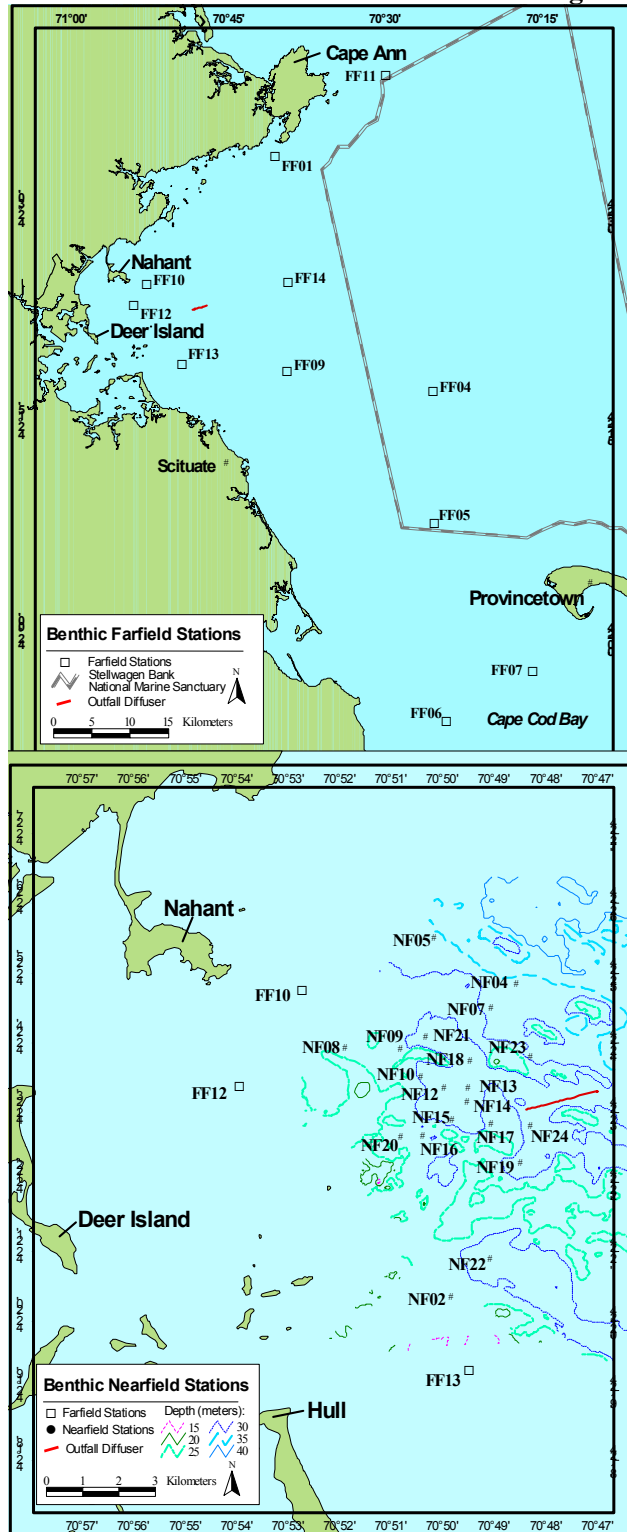 71°00' 70°45' 70°30' 70°15'
Cape Ann
FF11
FF01
Nahant
FF10
FF14
FF12
Deer Island
FF13
FF09
FF04
Scituate #
FF05
Provincetown #
Benthic Farfield Stations
Farfield Stations
Stellwagen Bank
National Marine Sanctuary
Outfall Diffuser
N
0 5 10 15 Kilometers
FF07
FF06
Cape Cod Bay
70°57' 70°56' 70°55' 70°54' 70°53' 70°52' 70°51' 70°49' 70°48' 70°47'
Nahant
NF05 #
FF10
NF04 #
NF07 #
NF09 #
NF21 #
NF08 #
NF18 #
NF23 #
NF10 #
FF12
NF12 #
NF13 #
NF14 #
NF15 #
NF17 #
NF24 #
NF20 #
NF16 #
NF19 #
Deer Island
NF22 #
NF02 #
FF13
Benthic Nearfield Stations
Farfield Stations
Nearfield Stations
Outfall Diffuser
Depth (meters):
15 30
20 35
25 40
0 1 2 3 Kilometers
N
Hull
70°57' 70°56' 70°55' 70°54' 70°53' 70°52' 70°51' 70°49' 70°48' 70°47'